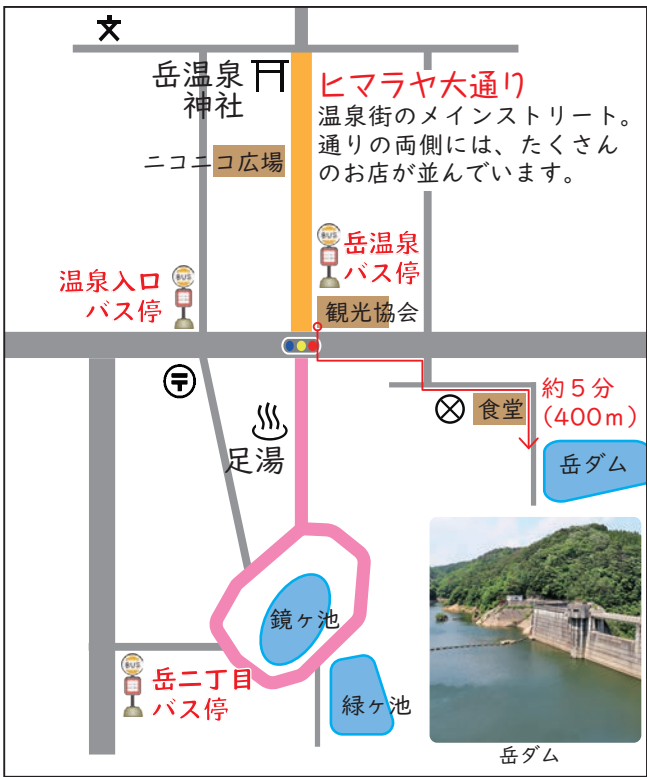 文
岳温泉
神社
ヒマラヤ大通り
温泉街のメインストリート。
通りの両側には、たくさん
のお店が並んでいます。
ニコニコ広場
BUS
岳温泉
バス停
BUS
温泉入口
バス停
観光協会
〒
約5分
(400m)
食堂
足湯
岳ダム
鏡ヶ池
BUS
岳二丁目
バス停
緑ヶ池
岳ダム